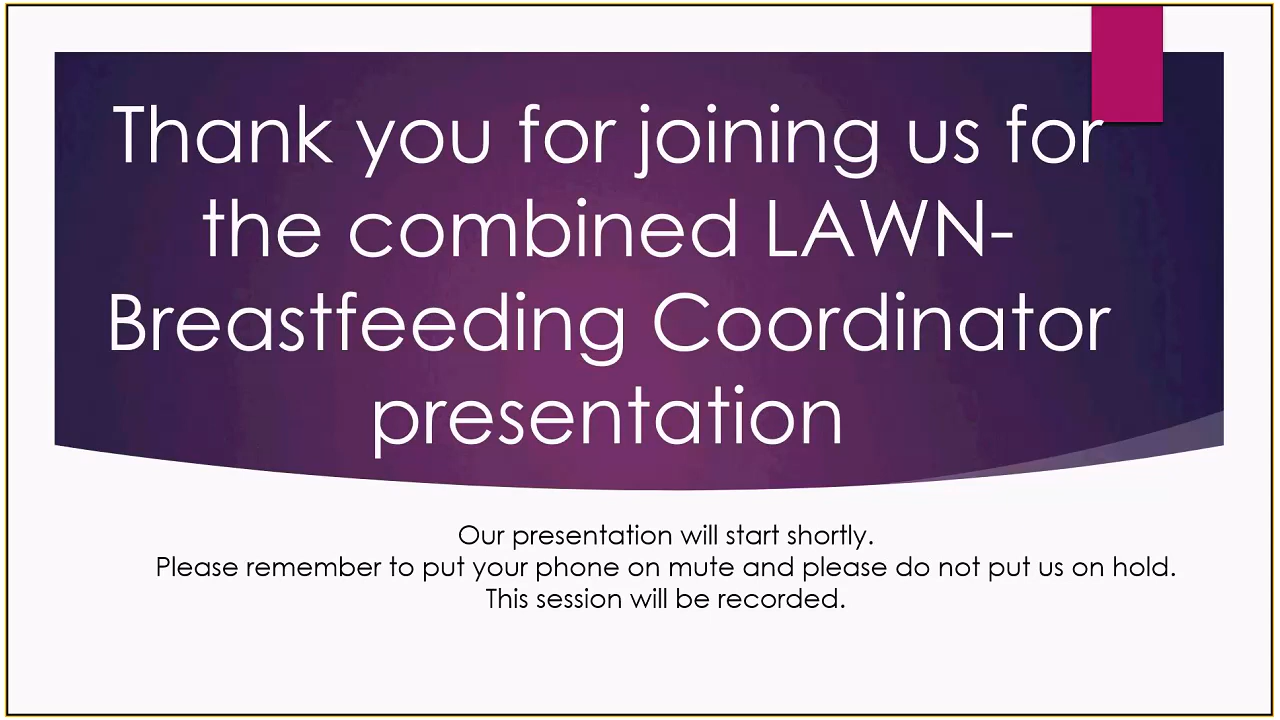 Thank you for joining us for
the combined LAWN-
Breastfeeding Coordinator
presentation
Our presentation will start shortly.
Please remember to put your phone on mute and please do not put us on hold.
This session will be recorded.